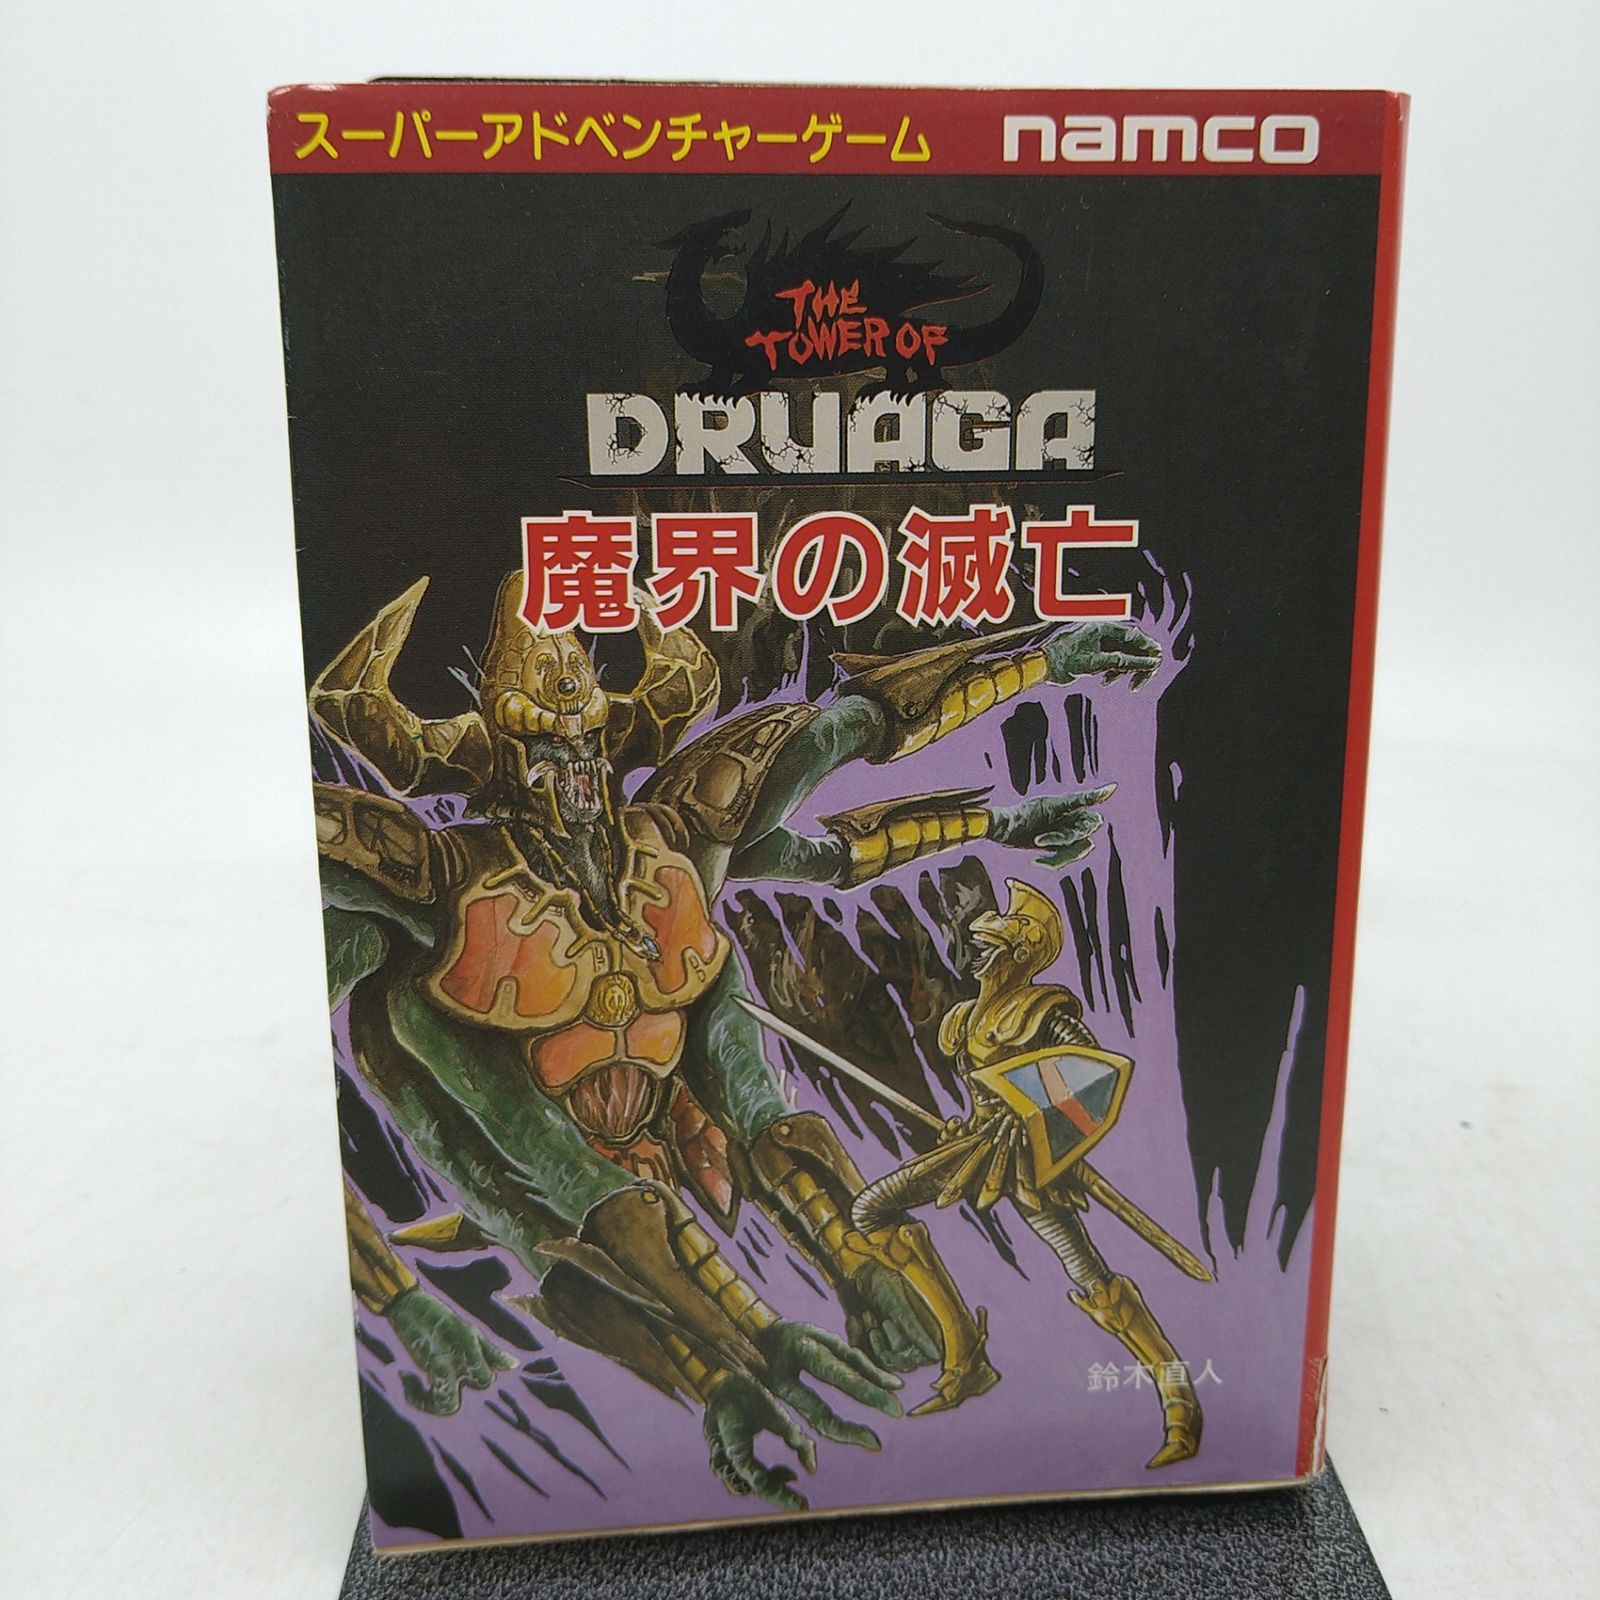 スーパーアドベンチャーゲーム namco
THE
TOWER OF
DRUAGA
魔界の滅亡
鈴木直人